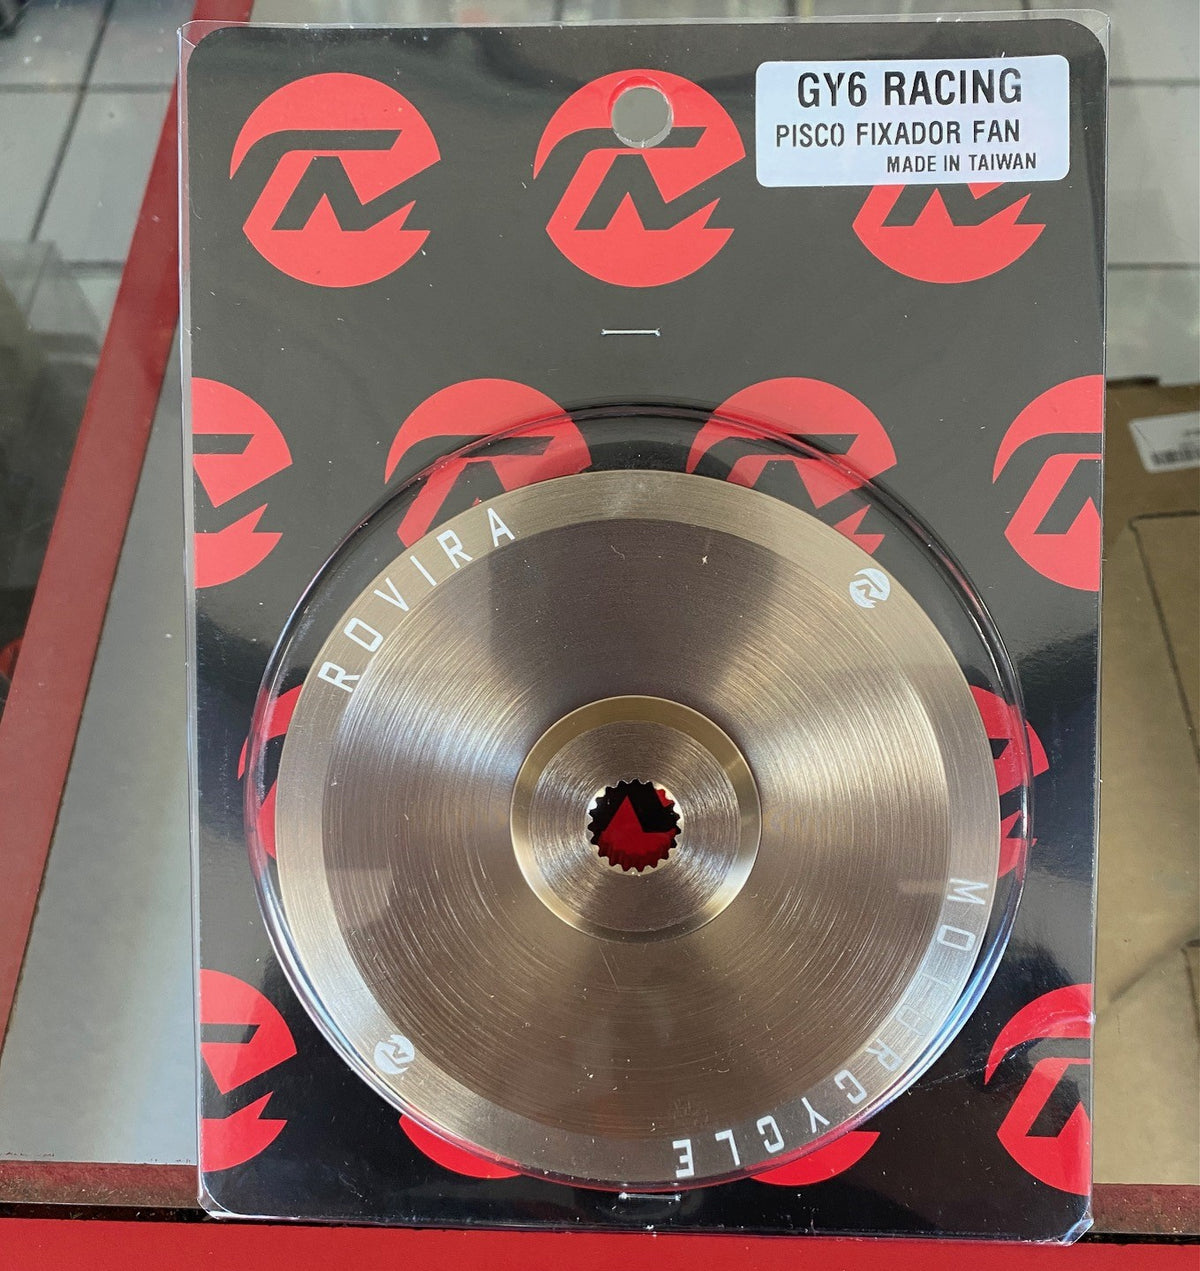 GY6 RACING
PISCO FIXADOR FAN
MADE IN TAIWAN
ROVIRA
MOTORCYCLE